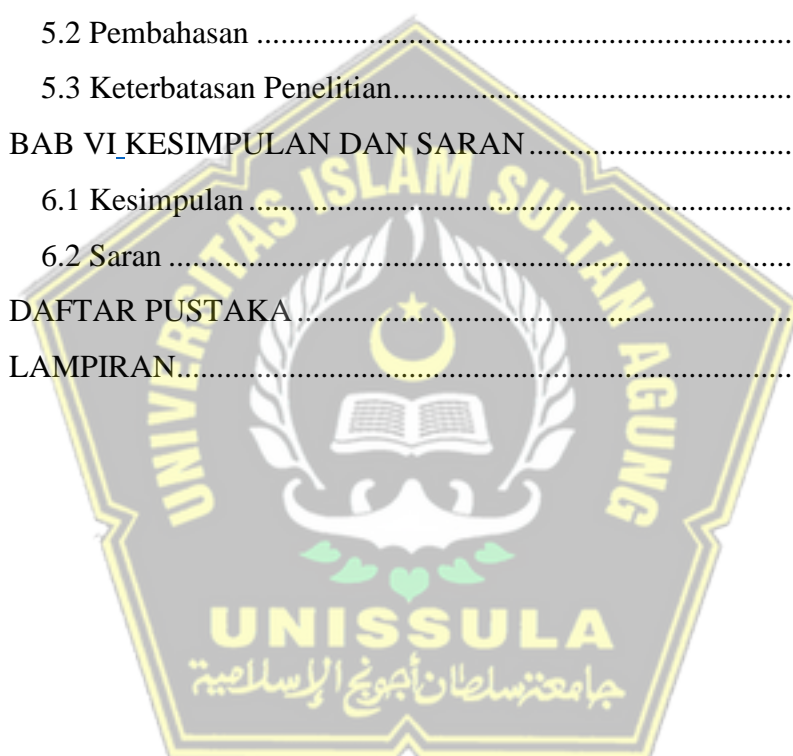 5.2 Pembahasan ....................................................................
5.3 Keterbatasan Penelitian....................................................
BAB VI KESIMPULAN DAN SARAN.................................
6.1 Kesimpulan.....................................................................
6.2 Saran ...............................................................................
DAFTAR PUSTAKA..............................................................
LAMPIRAN.............................................................................
UNIVERSITAS ISLAM SULTAN AGUNG
UNISSULA
جامعة سلطان أجونج الإسلامية